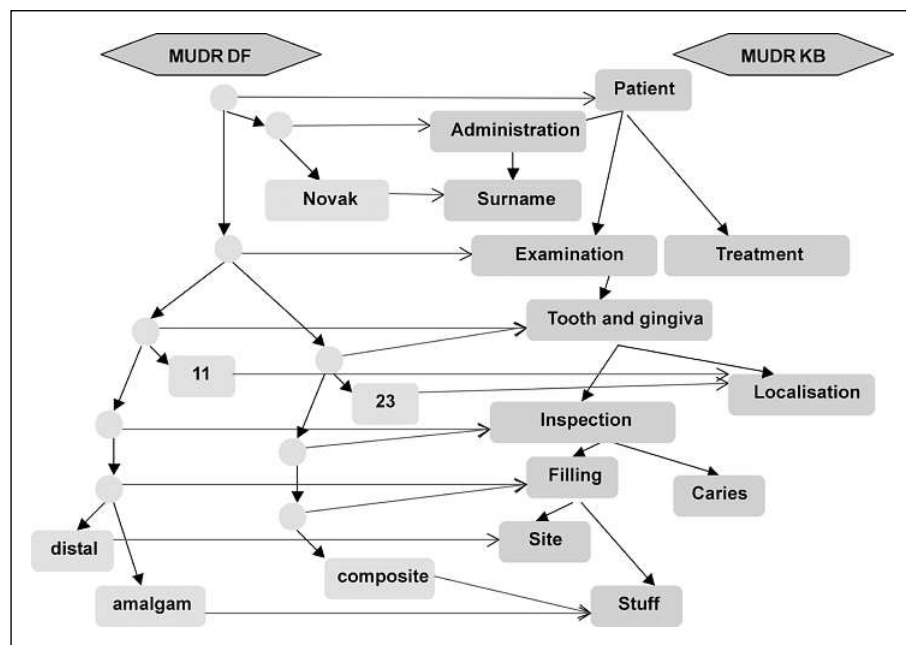 MUDR DF
MUDR KB
Patient
Administration
Novak
Surname
Examination
Treatment
Tooth and gingiva
11
23
Localisation
Inspection
Filling
Caries
distal
Site
composite
amalgam
Stuff